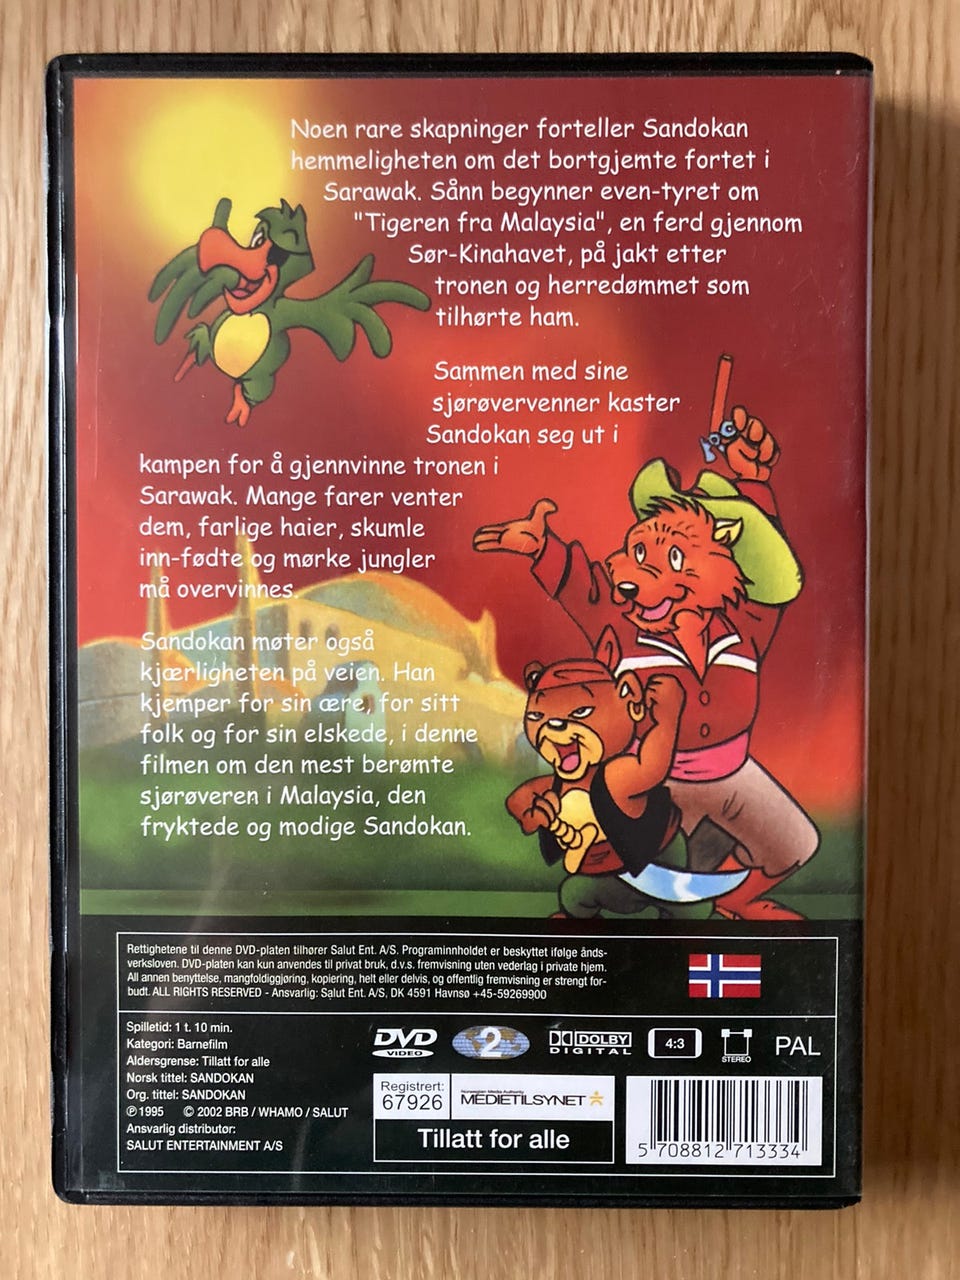 Noen rare skapninger forteller Sandokan
hemmeligheten om det bortgjemte fortet i
Sarawak. Sånn begynner even-tyret om
"Tigeren fra Malaysia", en ferd gjennom
Sør-Kinahavet, på jakt etter
tronen og herredømmet som
tilhørte ham.
Sammen med sine
sjørøvervenner kaster
Sandokan seg ut i
kampen for å gjennvinne tronen i
Sarawak. Mange farer venter
dem, farlige haier, skumle
inn-fødte og mørke jungler
må overvinnes.
Sandokan møter også
kjærligheten på veien. Han
kjemper for sin ære, for sitt
folk og for sin elskede, i denne
filmen om den mest berømte
sjørøveren i Malaysia, den
fryktede og modige Sandokan.
Rettighetene til denne DVD-platen tilhører Salut Ent. A/S. Programinnholdet er beskyttet ifølge ånds-
verksloven. DVD-platen kan kun anvendes til privat bruk, d.v.s. fremvisning uten vederlag i private hjem.
All annen benyttelse, mangfoldiggjøring, kopiering, helt eller delvis, og offentlig fremvisning er strengt for-
budt. ALL RIGHTS RESERVED - Ansvarlig: Salut Ent. A/S, DK 4591 Havnsø +45-59269900
Spilletid: 1 t. 10 min.
Kategori: Barnefilm
Aldersgrense: Tillatt for alle
Norsk tittel: SANDOKAN
Org. tittel: SANDOKAN
℗ 1995 © 2002 BRB / WHAMO / SALUT
Ansvarlig distributør:
SALUT ENTERTAINMENT A/S
DVD
VIDEO
2
DOLBY
DIGITAL
4:3
STEREO
PAL
Registrert:
67926
Norwegian Media Authority
MEDIETILSYNET
Tillatt for alle
5 708812 713334